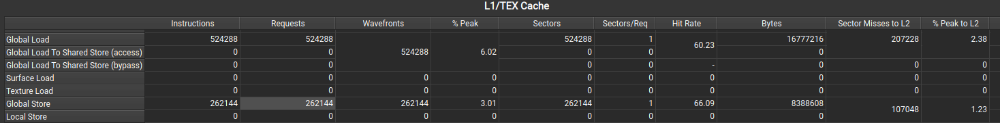 L1/TEX Cache
Instructions Requests Wavefronts % Peak Sectors Sectors/Req Hit Rate Bytes Sector Misses to L2 % Peak to L2
Global Load 524288 524288 524288 6.02 524288 1 60.23 16777216 207228 2.38
Global Load To Shared Store (access) 0 0 0 0 0
Global Load To Shared Store (bypass) 0 0 0 0 - 0 0 0
Surface Load 0 0 0 0 0 0 0 0 0 0
Texture Load 0 0 0 0 0 0 0 0 0 0
Global Store 262144 262144 262144 3.01 262144 1 66.09 8388608 107048 1.23
Local Store 0 0 0 0 0 0 0 0